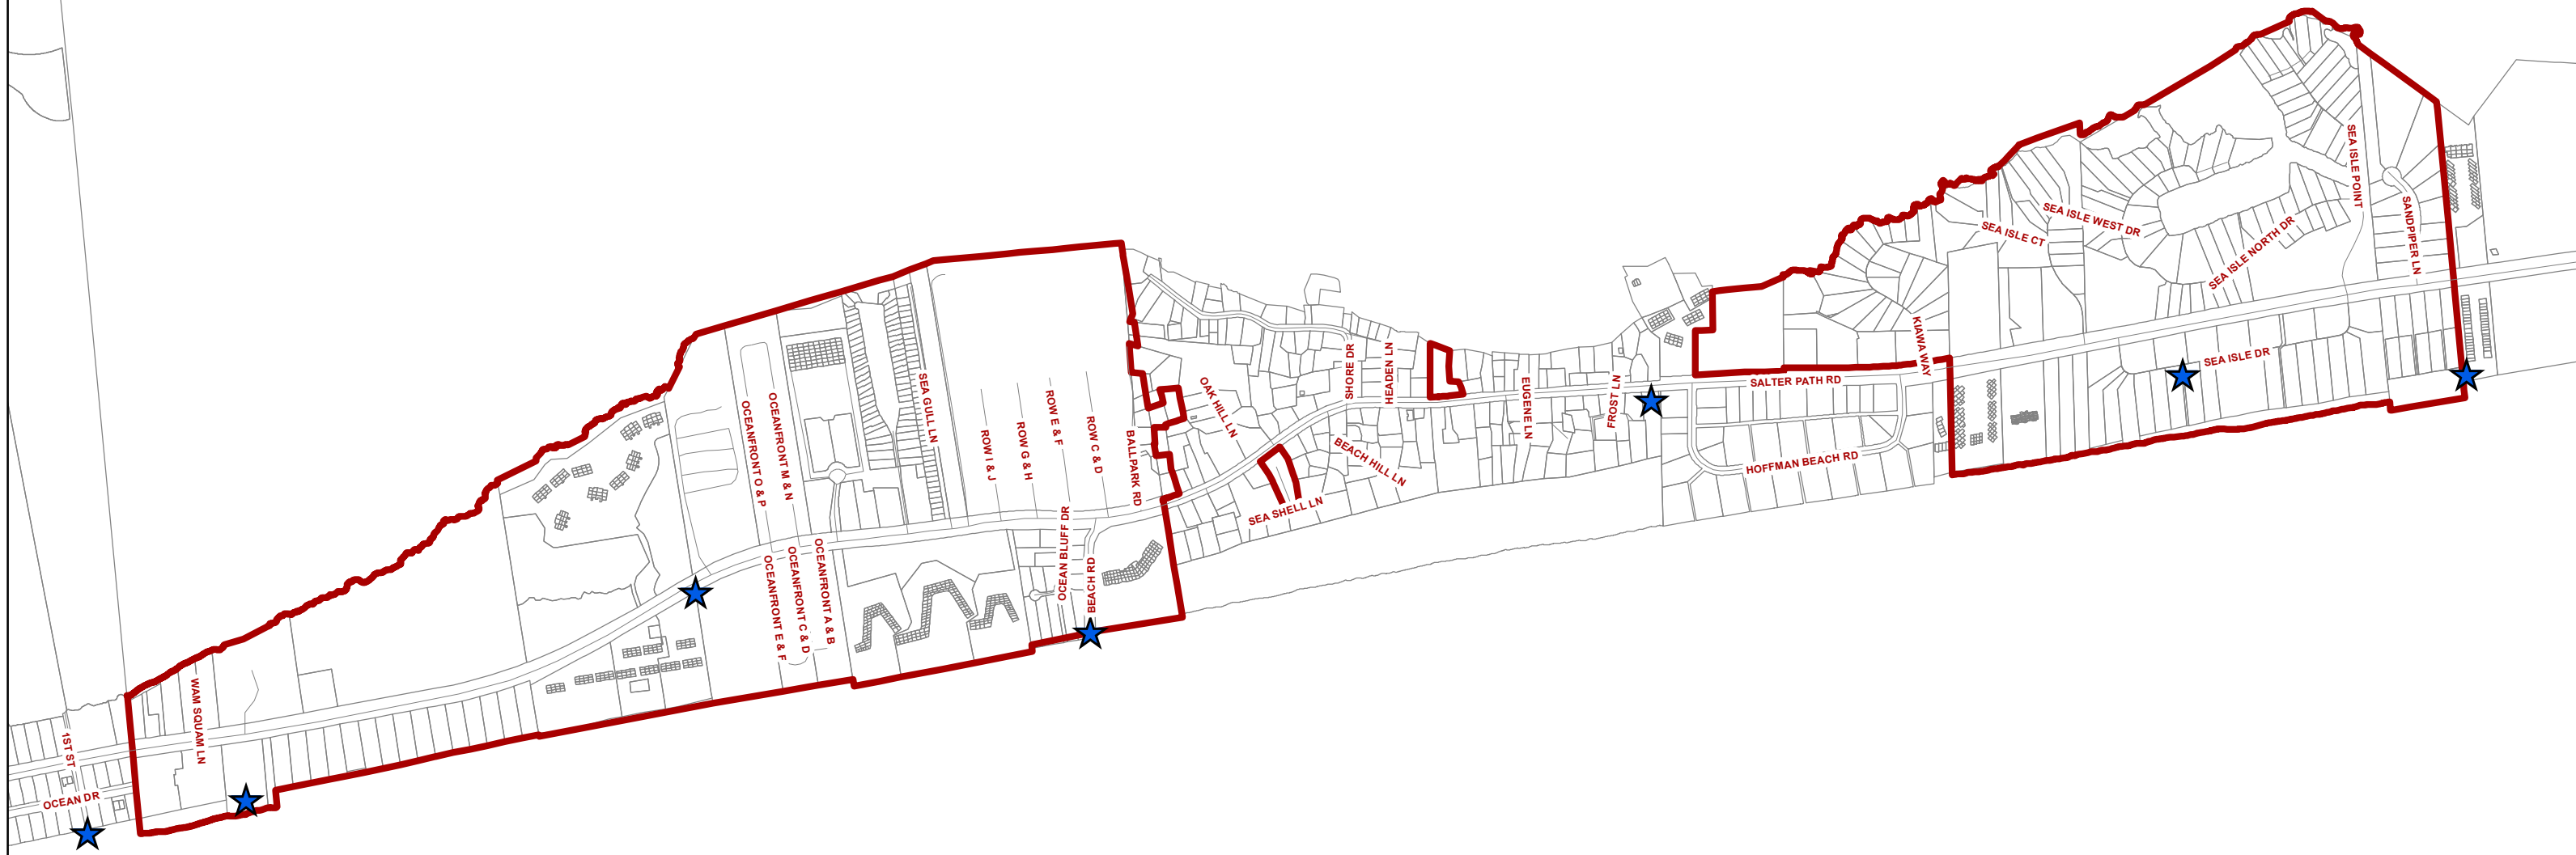 1ST ST
OCEAN DR
WAM SQUAM LN
OCEANFRONT O & P
OCEANFRONT M & N
OCEANFRONT E & F
OCEANFRONT C & D
OCEANFRONT A & B
SEA GULL LN
ROW I & J
ROW G & H
ROW E & F
ROW C & D
OCEAN BLUFF DR
BEACH RD
BALL PARK RD
OAK HILL LN
SEA SHELL LN
SHORE DR
BEACH HILL LN
HEADEN LN
EUGENE LN
FROST LN
SALTER PATH RD
HOFFMAN BEACH RD
KIAWA WAY
SEA ISLE CT
SEA ISLE WEST DR
SEA ISLE NORTH DR
SEA ISLE DR
SEA ISLE POINT
SANDPIPER LN